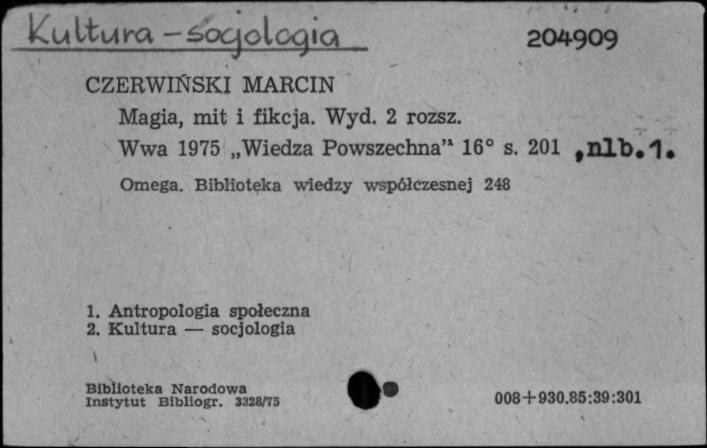 Kultura – socjologia
204909
CZERWIŃSKI MARCIN
Magia, mit i fikcja. Wyd. 2 rozsz.
Wwa 1975 „Wiedza Powszechna" 16° s. 201 ,nlb.1.
Omega. Biblioteka wiedzy współczesnej 248
1. Antropologia społeczna
2. Kultura — socjologia
Biblioteka Narodowa
Instytut Bibliogr. 3328/75
008+930.85:39:301